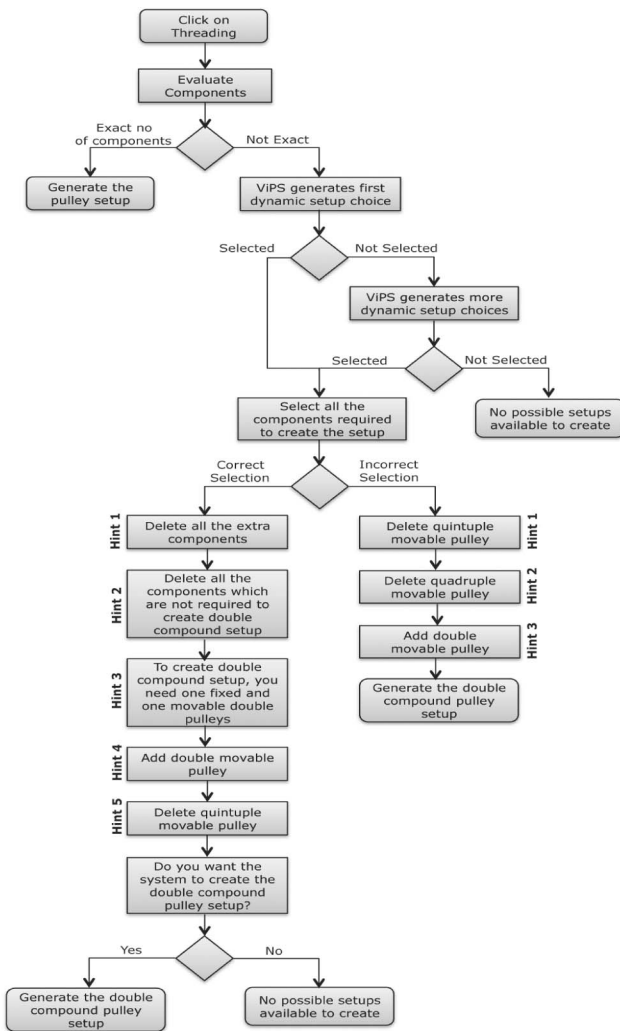 Click on
Threading
Evaluate
Components
Exact no
of components
Not Exact
Generate the
pulley setup
ViPS generates first
dynamic setup choice
Selected
Not Selected
ViPS generates more
dynamic setup choices
Selected
Not Selected
Select all the
components required
to create the setup
No possible setups
available to create
Correct
Selection
Incorrect
Selection
Hint 1
Delete all the extra
components
Hint 2
Delete all the
components which
are not required to
create double
compound setup
Hint 3
To create double
compound setup, you
need one fixed and
one movable double
pulleys
Hint 4
Add double movable
pulley
Hint 5
Delete quintuple
movable pulley
Do you want the
system to create the
double compound
pulley setup?
Yes
No
Generate the double
compound pulley
setup
No possible setups
available to create
Delete quintuple
movable pulley
Hint 1
Delete quadruple
movable pulley
Hint 2
Add double
movable pulley
Hint 3
Generate the double
compound pulley
setup